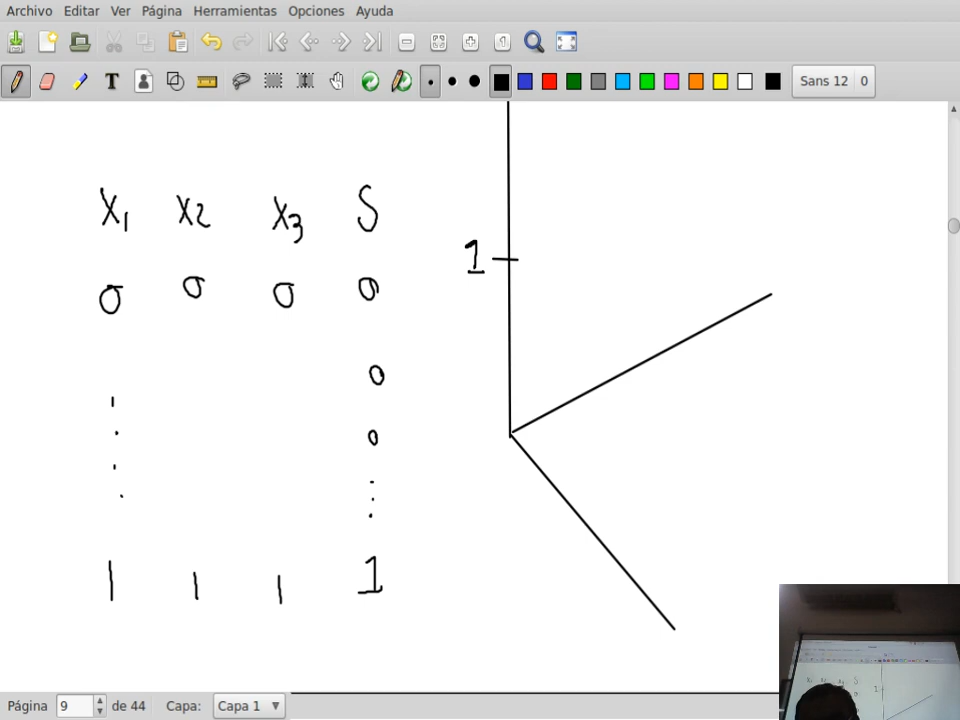 Archivo Editar Ver Página Herramientas Opciones Ayuda
T Sans 12 0
X1 X2 X3 S
0 0 0 0
0
0
1 1 1 1
1
Página 9 de 44 Capa: Capa 1